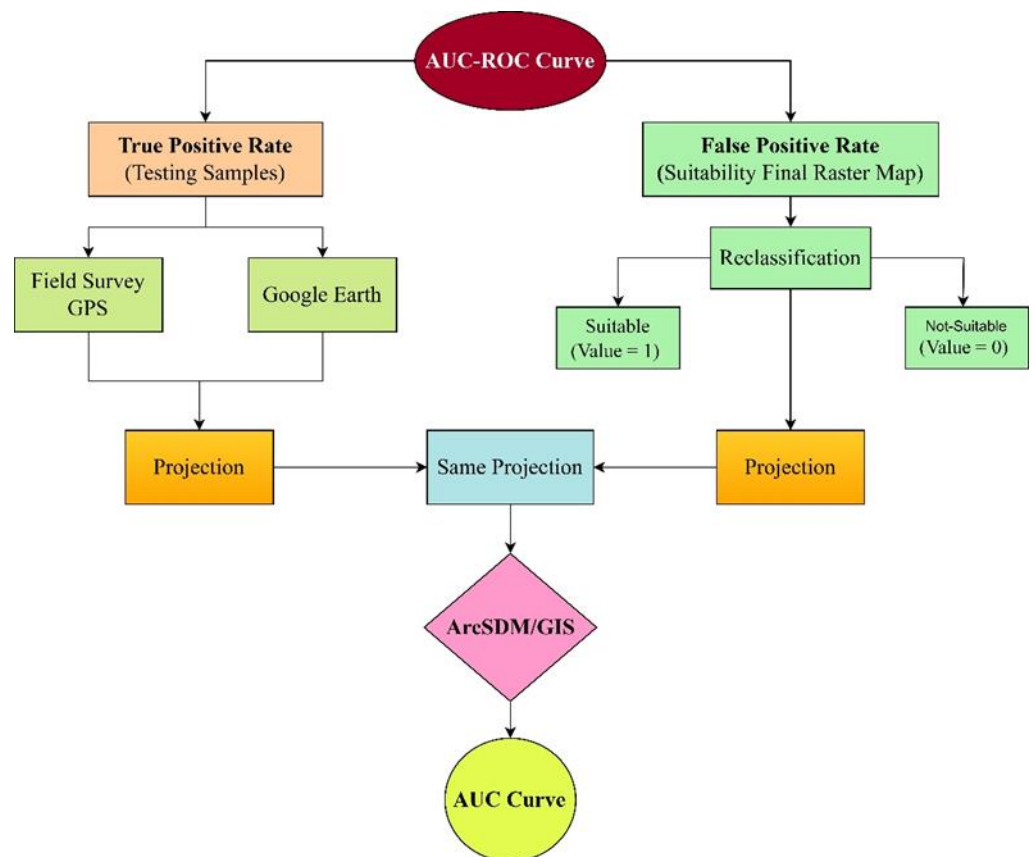 AUC-ROC Curve
True Positive Rate
(Testing Samples)
False Positive Rate
(Suitability Final Raster Map)
Field Survey
GPS
Google Earth
Reclassification
Suitable
(Value = 1)
Not-Suitable
(Value = 0)
Projection
Same Projection
Projection
ArcSDM/GIS
AUC Curve